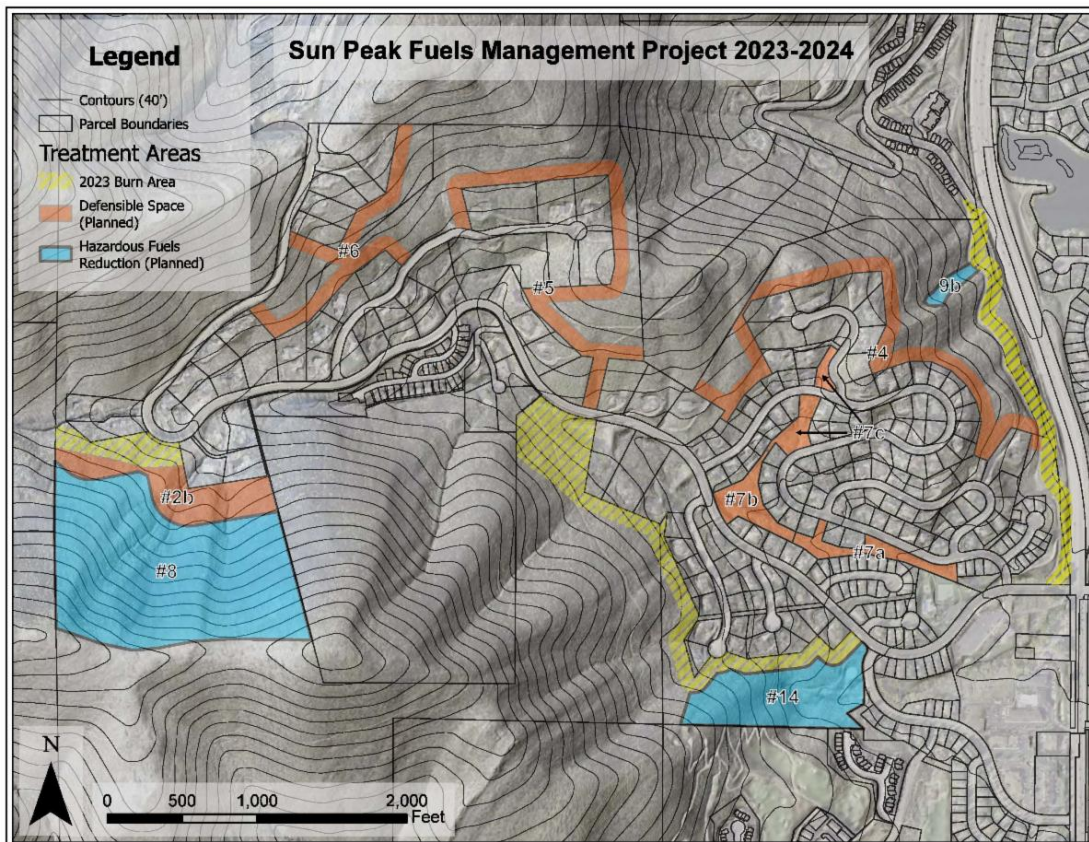 Sun Peak Fuels Management Project 2023-2024
Legend
Contours (40')
Parcel Boundaries
Treatment Areas
2023 Burn Area
Defensible Space
(Planned)
Hazardous Fuels
Reduction (Planned)
#6
#5
9b
#4
#7c
#7b
#2b
#7a
#8
#14
N
0 500 1,000 2,000
Feet